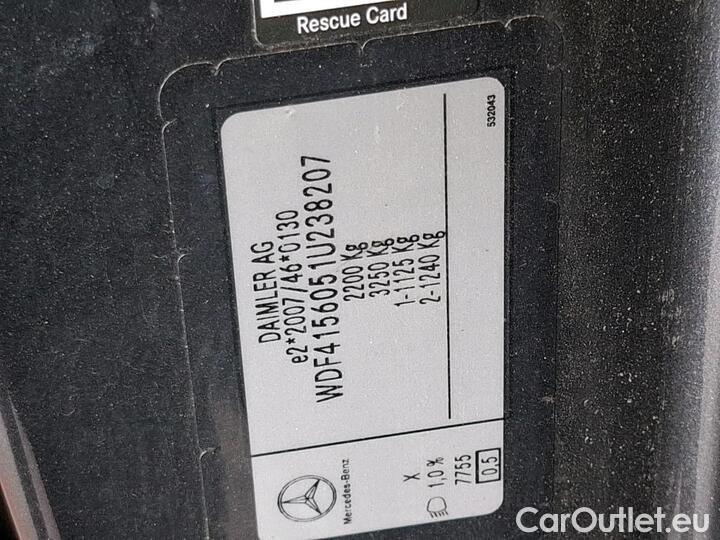 Rescue Card
532043
DAIMLER AG
e2*2007/46*0130
WDF4156051U238207
2200 Kg
3250 Kg
1-1125 Kg
2-1240 Kg
Mercedes-Benz
X
1,0 %
7755
0,5
CarOutlet.eu